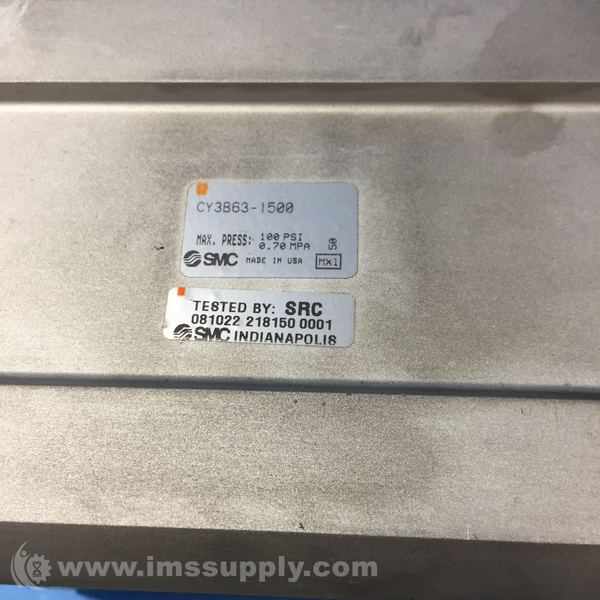 CY3B63-1500
MAX. PRESS: 100 PSI
0.70 MPA
50
SMC MADE IN USA MX1
TESTED BY: SRC
081022 218150 0001
SMC INDIANAPOLIS
www.imssupply.com